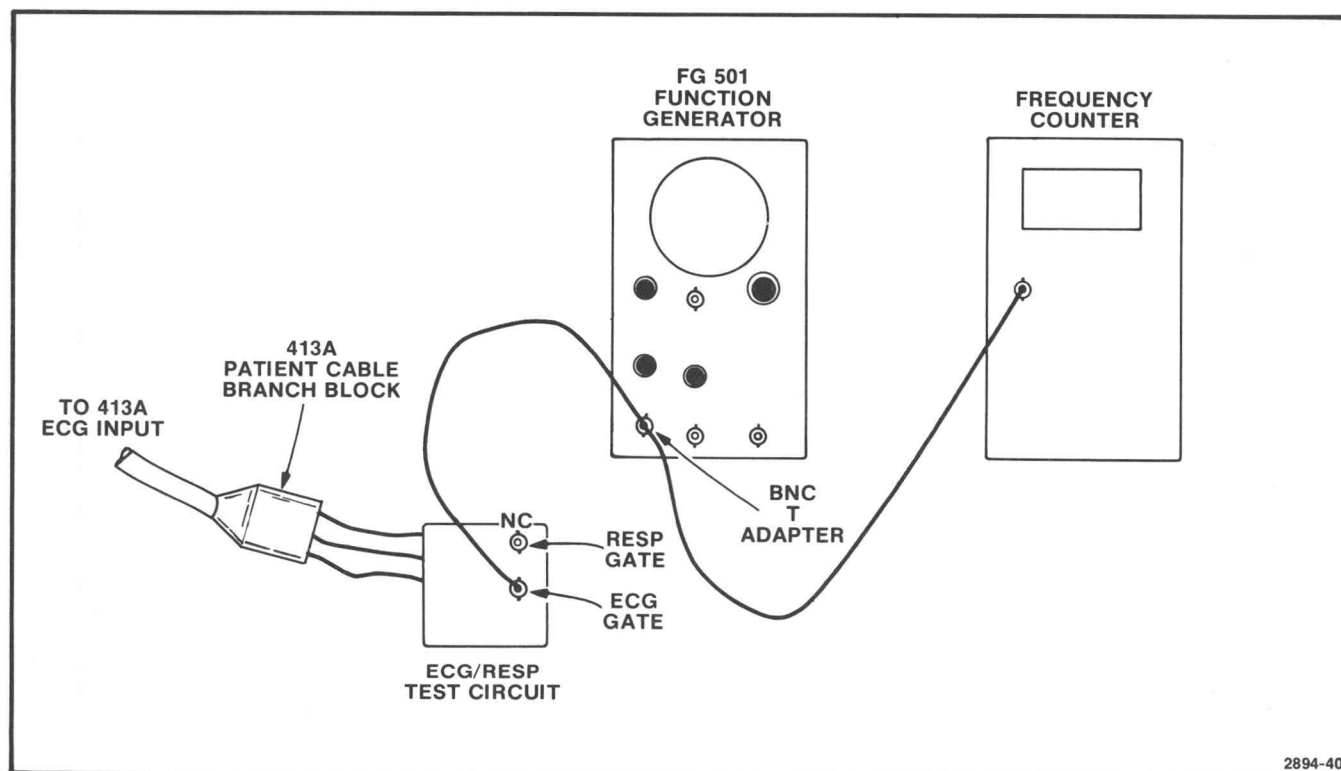 FG 501
FUNCTION
GENERATOR
FREQUENCY
COUNTER
413A
PATIENT CABLE
BRANCH BLOCK
TO 413A
ECG INPUT
BNC
T
ADAPTER
NC
RESP
GATE
ECG
GATE
ECG/RESP
TEST CIRCUIT
2894-40